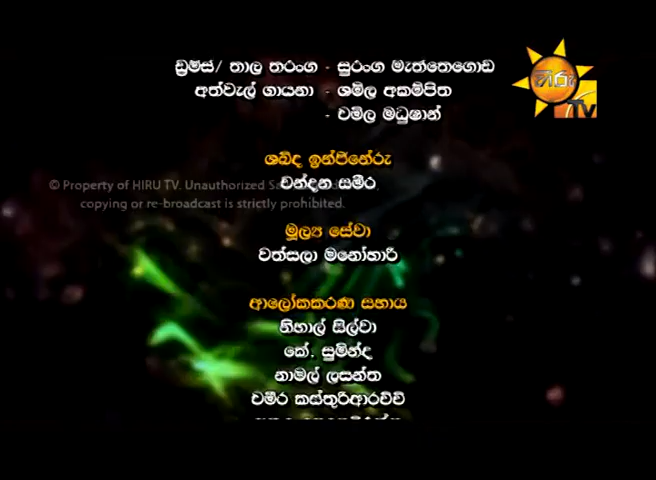 ඩ්‍රම්ස්/ තාල තරංග - සුරංග මැත්තෙගොඩ
අත්වැල් ගායනා - ශමිල අකම්පිත
- චමිල මධුෂාන්
හිරු
Tv
ශබ්ද ඉන්ජිනේරු
චන්දන සමීර
© Property of HIRU TV. Unauthorized
copying or re-broadcast is strictly prohibited.
මූල්‍ය සේවා
වත්සලා මනෝහාරී
ආලෝකකරණ සහාය
නිහාල් සිල්වා
කේ. සුමින්ද
නාමල් ලසන්ත
චමීර කස්තුරිආරච්චි